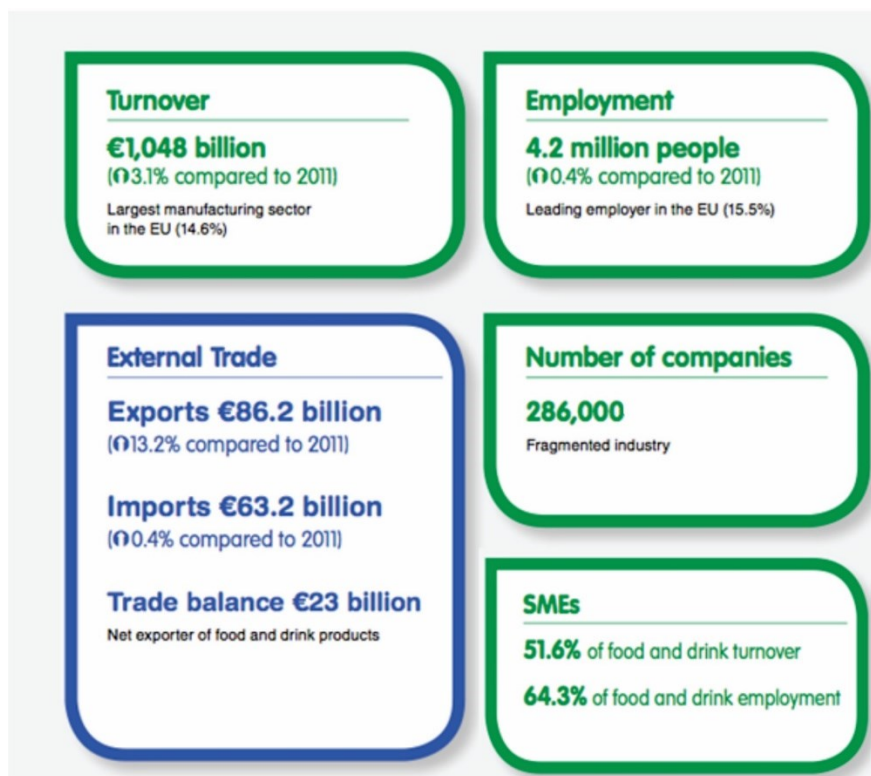 Turnover
€1,048 billion
(⋂3.1% compared to 2011)
Largest manufacturing sector
in the EU (14.6%)
Employment
4.2 million people
(⋂0.4% compared to 2011)
Leading employer in the EU (15.5%)
External Trade
Exports €86.2 billion
(⋂13.2% compared to 2011)
Imports €63.2 billion
(⋂0.4% compared to 2011)
Trade balance €23 billion
Net exporter of food and drink products
Number of companies
286,000
Fragmented industry
SMEs
51.6% of food and drink turnover
64.3% of food and drink employment